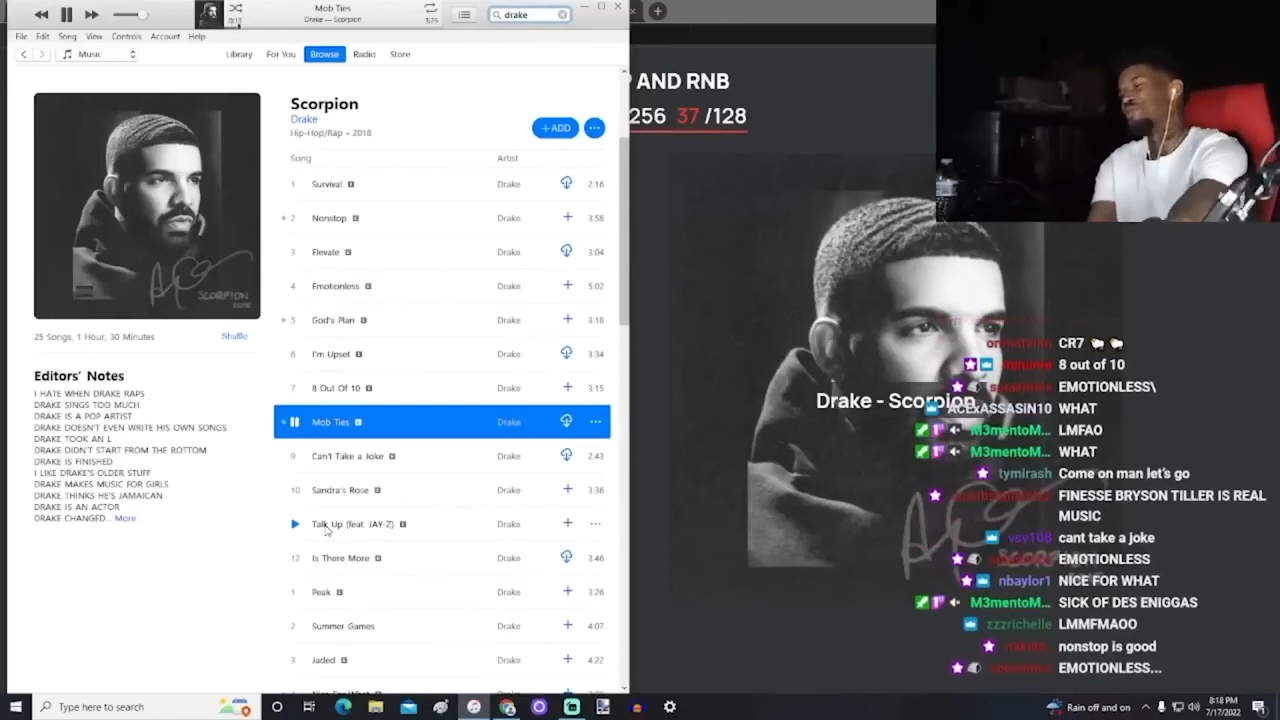 Mob Ties
Drake — Scorpion
0:13
3:25
drake
File Edit Song View Controls Account Help
Music
Library For You Browse Radio Store
Scorpion
Drake
Hip-Hop/Rap • 2018
+ ADD
Song Artist
1 Survival E Drake 2:16
2 Nonstop E Drake 3:58
3 Elevate E Drake 3:04
4 Emotionless E Drake 5:02
5 God's Plan E Drake 3:18
6 I'm Upset E Drake 3:34
7 8 Out Of 10 E Drake 3:15
Mob Ties E Drake
9 Can't Take a Joke E Drake 2:43
10 Sandra's Rose E Drake 3:36
Talk Up (feat. JAY-Z) E Drake
12 Is There More E Drake 3:46
1 Peak E Drake 3:26
2 Summer Games Drake 4:07
3 Jaded E Drake 4:22
Nice For What
SCORPION
25 Songs, 1 Hour, 30 Minutes
Shuffle
Editors' Notes
I HATE WHEN DRAKE RAPS
DRAKE SINGS TOO MUCH
DRAKE IS A POP ARTIST
DRAKE DOESN'T EVEN WRITE HIS OWN SONGS
DRAKE TOOK AN L
DRAKE DIDN'T START FROM THE BOTTOM
DRAKE IS FINISHED
I LIKE DRAKE'S OLDER STUFF
DRAKE MAKES MUSIC FOR GIRLS
DRAKE THINKS HE'S JAMAICAN
DRAKE IS AN ACTOR
DRAKE CHANGED... More
AND RNB
256 37 /128
Drake - Scorpion
CR7
8 out of 10
EMOTIONLESS\
ACExASSASIN10 WHAT
M3mentoM... LMFAO
M3mentoM... WHAT
tymirash Come on man let's go
FINESSE BRYSON TILLER IS REAL
MUSIC
vsy108 cant take a joke
EMOTIONLESS
nbaylor1 NICE FOR WHAT
M3mentoM... SICK OF DES ENIGGAS
zzzrichelle LMMFMAOO
nonstop is good
EMOTIONLESS...
Type here to search
Rain off and on
8:18 PM
7/17/2022